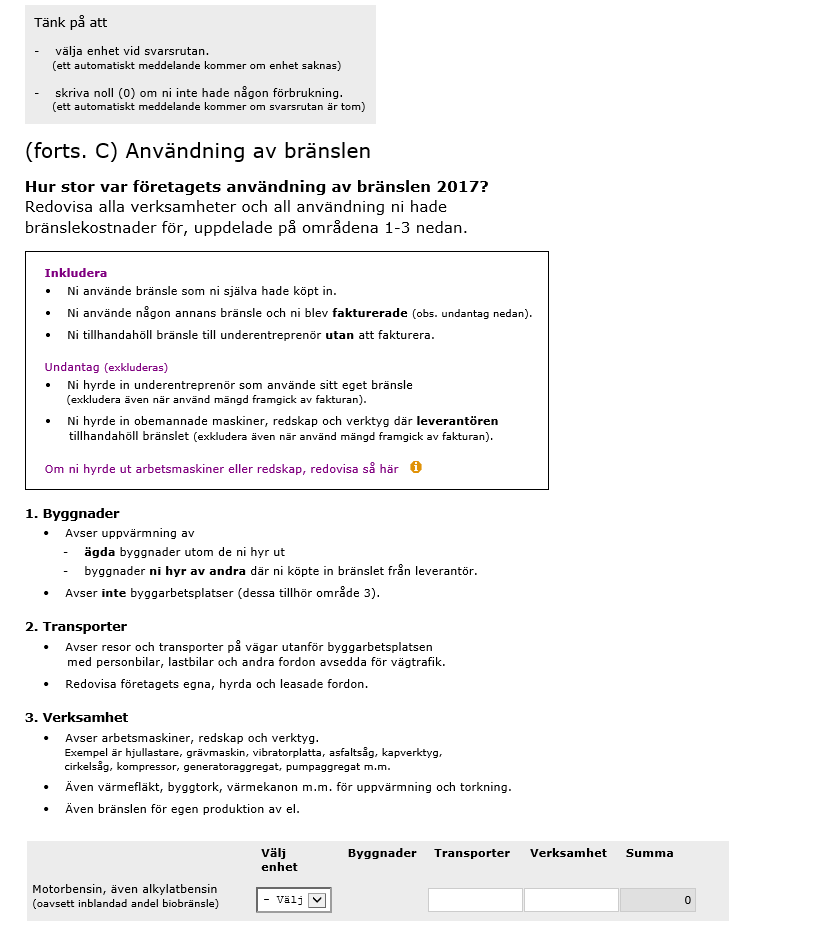 Tänk på att
- välja enhet vid svarsrutan.
(ett automatiskt meddelande kommer om enhet saknas)
- skriva noll (0) om ni inte hade någon förbrukning.
(ett automatiskt meddelande kommer om svarsrutan är tom)
(forts. C) Användning av bränslen
Hur stor var företagets användning av bränslen 2017?
Redovisa alla verksamheter och all användning ni hade
bränslekostnader för, uppdelade på områdena 1-3 nedan.
Inkludera
• Ni använde bränsle som ni själva hade köpt in.
• Ni använde någon annans bränsle och ni blev fakturerade (obs. undantag nedan).
• Ni tillhandahöll bränsle till underentreprenör utan att fakturera.
Undantag (exkluderas)
• Ni hyrde in underentreprenör som använde sitt eget bränsle
(exkludera även när använd mängd framgick av fakturan).
• Ni hyrde in obemannade maskiner, redskap och verktyg där leverantören
tillhandahöll bränslet (exkludera även när använd mängd framgick av fakturan).
Om ni hyrde ut arbetsmaskiner eller redskap, redovisa så här i
1. Byggnader
• Avser uppvärmning av
- ägda byggnader utom de ni hyr ut
- byggnader ni hyr av andra där ni köpte in bränslet från leverantör.
• Avser inte byggarbetsplatser (dessa tillhör område 3).
2. Transporter
• Avser resor och transporter på vägar utanför byggarbetsplatsen
med personbilar, lastbilar och andra fordon avsedda för vägtrafik.
• Redovisa företagets egna, hyrda och leasade fordon.
3. Verksamhet
• Avser arbetsmaskiner, redskap och verktyg.
Exempel är hjullastare, grävmaskin, vibratorplatta, asfaltsåg, kapverktyg,
cirkelsåg, kompressor, generatoraggregat, pumpaggregat m.m.
• Även värmefläkt, byggtork, värmekanon m.m. för uppvärmning och torkning.
• Även bränslen för egen produktion av el.
Välj Byggnader Transporter Verksamhet Summa
enhet
Motorbensin, även alkylatbensin
(oavsett inblandad andel biobränsle) - Välj 0